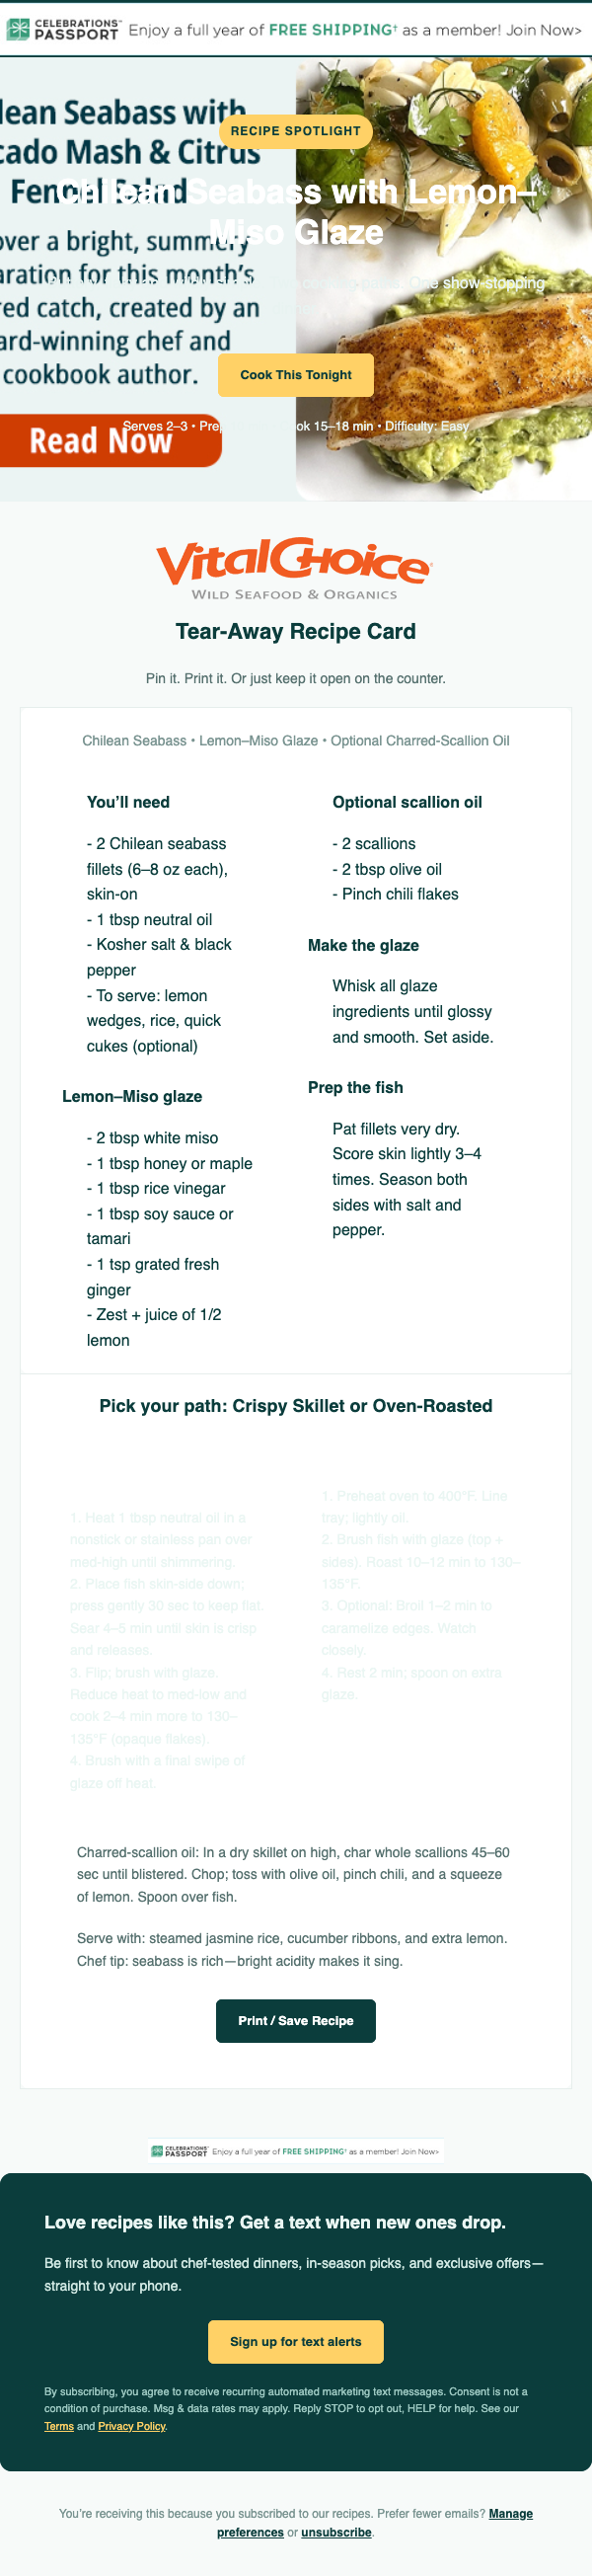 CELEBRATIONS PASSPORT Enjoy a full year of FREE SHIPPING† as a member! Join Now>
RECIPE SPOTLIGHT
lean Seabass with
cado Mash & Citrus
Fennel
Chilean Seabass with Lemon–
Miso Glaze
over a bright, summery
for this month's
red catch, created by an
ard-winning chef and
cookbook author.
show-stopping
Cook This Tonight
Read Now
Serves 2–3 •
ok 15–18 min • Difficulty: Easy
VitalChoice
WILD SEAFOOD & ORGANICS
Tear-Away Recipe Card
Pin it. Print it. Or just keep it open on the counter.
Chilean Seabass • Lemon–Miso Glaze • Optional Charred-Scallion Oil
You'll need
- 2 Chilean seabass
fillets (6–8 oz each),
skin-on
- 1 tbsp neutral oil
- Kosher salt & black
pepper
- To serve: lemon
wedges, rice, quick
cukes (optional)
Lemon–Miso glaze
- 2 tbsp white miso
- 1 tbsp honey or maple
- 1 tbsp rice vinegar
- 1 tbsp soy sauce or
tamari
- 1 tsp grated fresh
ginger
- Zest + juice of 1/2
lemon
Optional scallion oil
- 2 scallions
- 2 tbsp olive oil
- Pinch chili flakes
Make the glaze
Whisk all glaze
ingredients until glossy
and smooth. Set aside.
Prep the fish
Pat fillets very dry.
Score skin lightly 3–4
times. Season both
sides with salt and
pepper.
Pick your path: Crispy Skillet or Oven-Roasted
1. Heat 1 tbsp neutral oil in a
nonstick or stainless pan over
med-high until shimmering.
2. Place fish skin-side down;
press gently 30 sec to keep flat.
Sear 4–5 min until skin is crisp
and releases.
3. Flip; brush with glaze.
Reduce heat to med-low and
cook 2–4 min more to 130–
135°F (opaque flakes).
4. Brush with a final swipe of
glaze off heat.
1. Preheat oven to 400°F. Line
tray; lightly oil.
2. Brush fish with glaze (top +
sides). Roast 10–12 min to 130–
135°F.
3. Optional: Broil 1–2 min to
caramelize edges. Watch
closely.
4. Rest 2 min; spoon on extra
glaze.
Charred-scallion oil: In a dry skillet on high, char whole scallions 45–60
sec until blistered. Chop; toss with olive oil, pinch chili, and a squeeze
of lemon. Spoon over fish.
Serve with: steamed jasmine rice, cucumber ribbons, and extra lemon.
Chef tip: seabass is rich—bright acidity makes it sing.
Print / Save Recipe
CELEBRATIONS PASSPORT Enjoy a full year of FREE SHIPPING† as a member! Join Now>
Love recipes like this? Get a text when new ones drop.
Be first to know about chef-tested dinners, in-season picks, and exclusive offers—
straight to your phone.
Sign up for text alerts
By subscribing, you agree to receive recurring automated marketing text messages. Consent is not a
condition of purchase. Msg & data rates may apply. Reply STOP to opt out, HELP for help. See our
Terms and Privacy Policy.
You're receiving this because you subscribed to our recipes. Prefer fewer emails? Manage
preferences or unsubscribe.